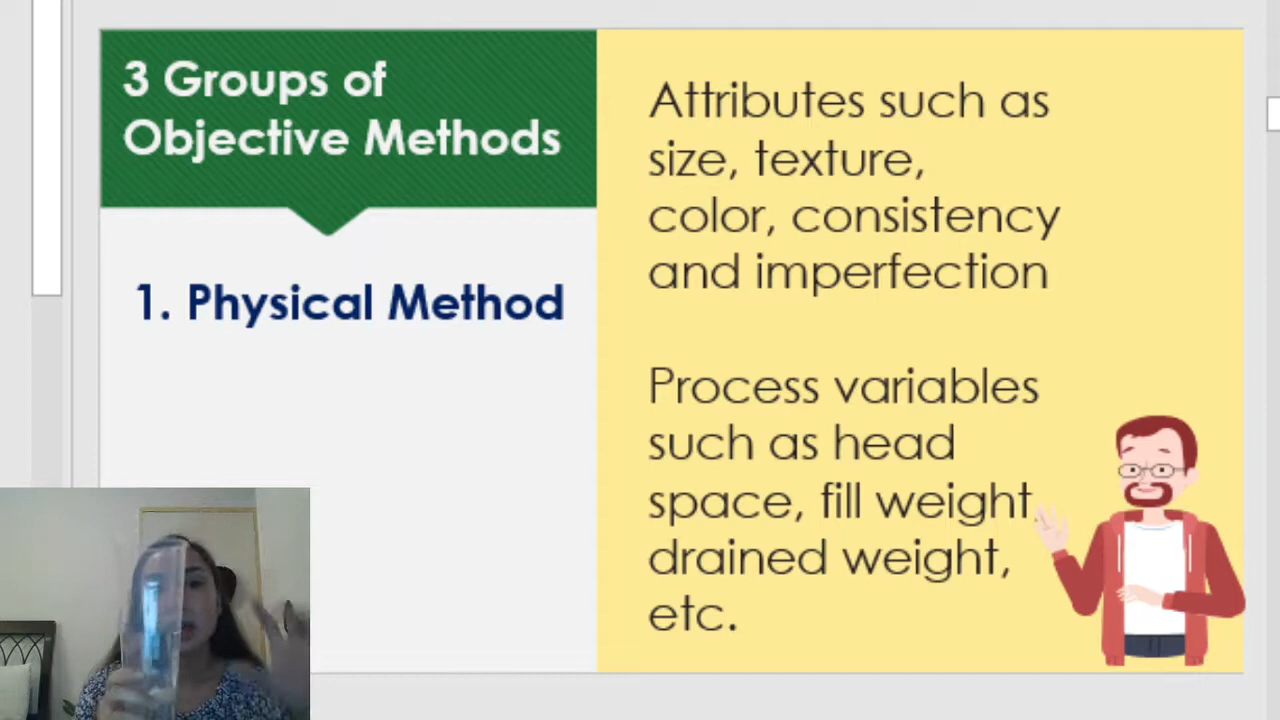 3 Groups of
Objective Methods
1. Physical Method
Attributes such as
size, texture,
color, consistency
and imperfection
Process variables
such as head
space, fill weight,
drained weight,
etc.